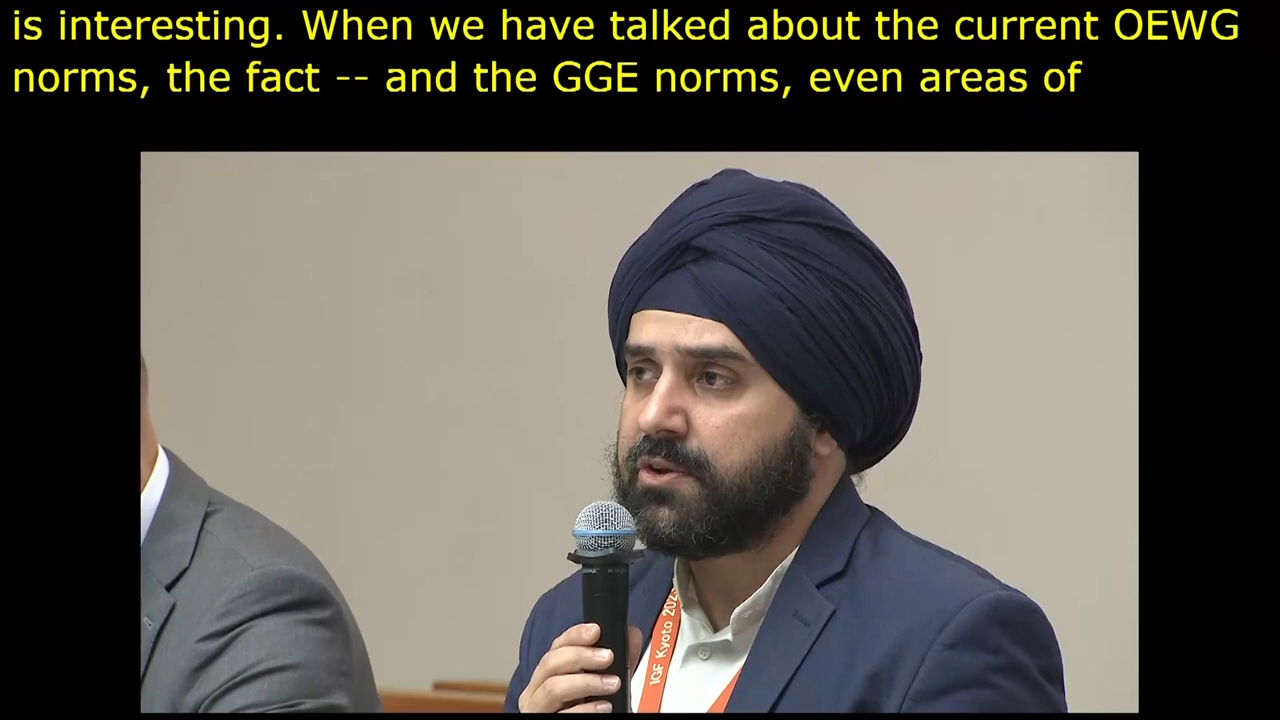 is interesting. When we have talked about the current OEWG
norms, the fact -- and the GGE norms, even areas of
IGF Kyoto 2023